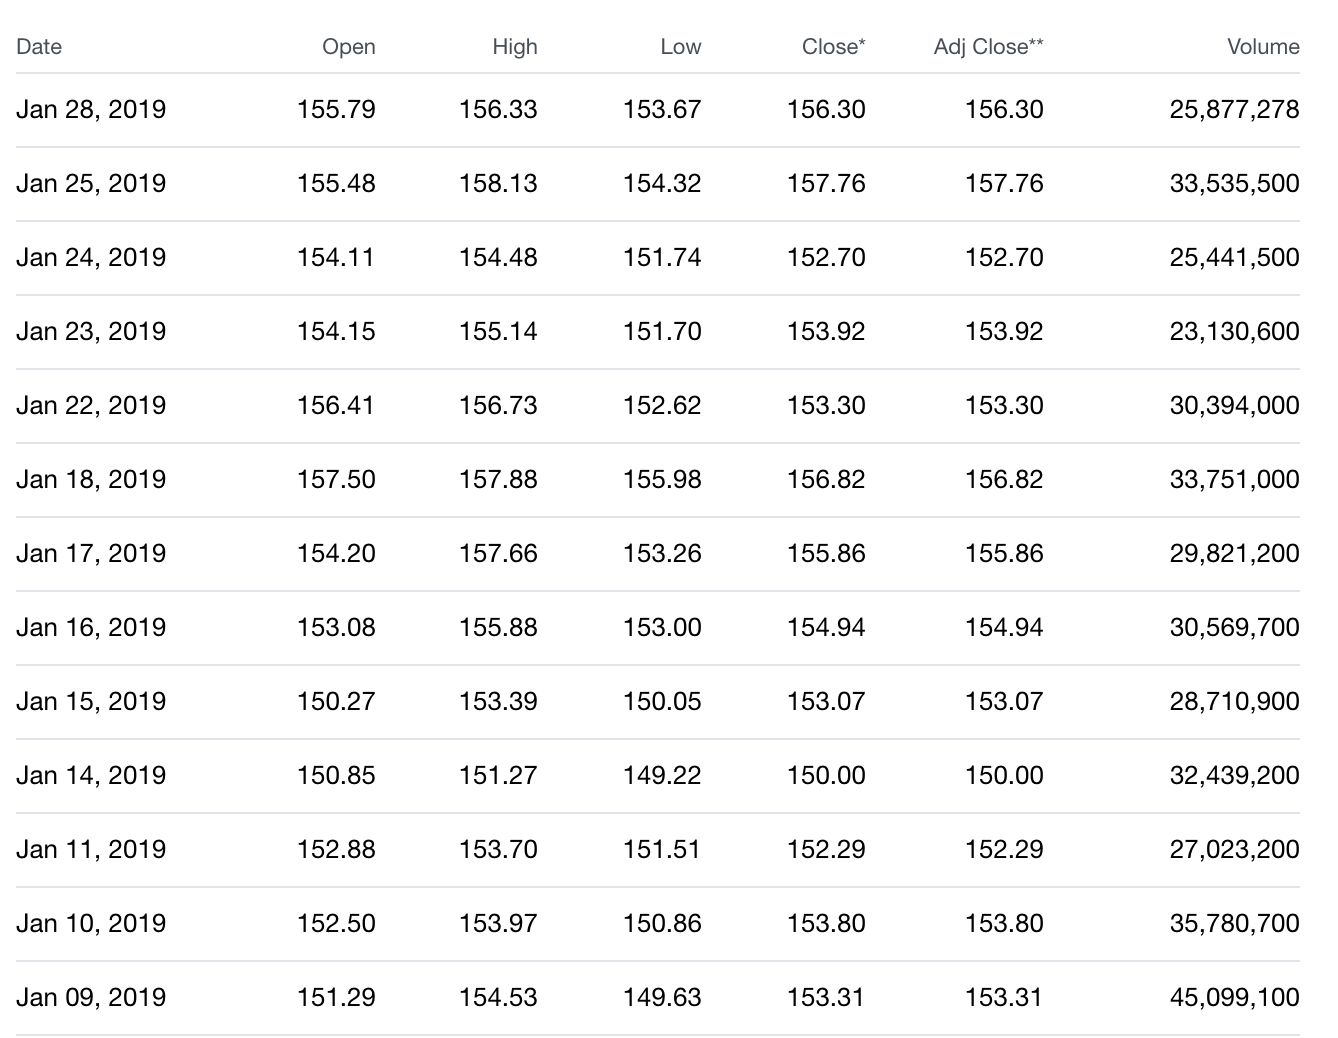 Date Open High Low Close* Adj Close** Volume
Jan 28, 2019 155.79 156.33 153.67 156.30 156.30 25,877,278
Jan 25, 2019 155.48 158.13 154.32 157.76 157.76 33,535,500
Jan 24, 2019 154.11 154.48 151.74 152.70 152.70 25,441,500
Jan 23, 2019 154.15 155.14 151.70 153.92 153.92 23,130,600
Jan 22, 2019 156.41 156.73 152.62 153.30 153.30 30,394,000
Jan 18, 2019 157.50 157.88 155.98 156.82 156.82 33,751,000
Jan 17, 2019 154.20 157.66 153.26 155.86 155.86 29,821,200
Jan 16, 2019 153.08 155.88 153.00 154.94 154.94 30,569,700
Jan 15, 2019 150.27 153.39 150.05 153.07 153.07 28,710,900
Jan 14, 2019 150.85 151.27 149.22 150.00 150.00 32,439,200
Jan 11, 2019 152.88 153.70 151.51 152.29 152.29 27,023,200
Jan 10, 2019 152.50 153.97 150.86 153.80 153.80 35,780,700
Jan 09, 2019 151.29 154.53 149.63 153.31 153.31 45,099,100